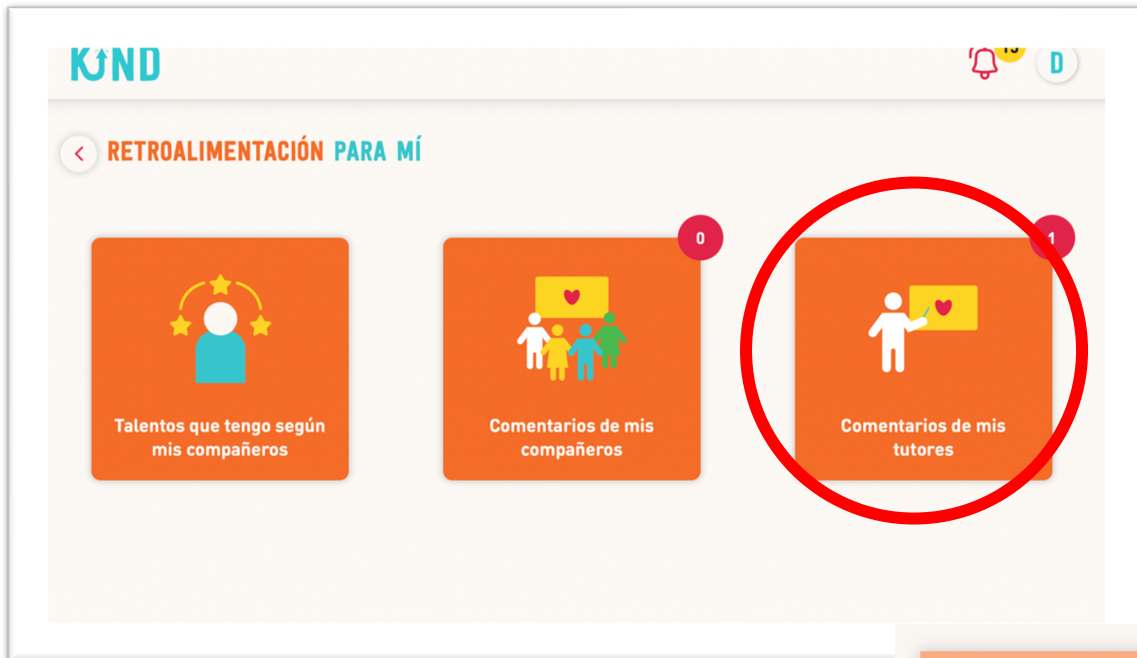 KIND
D
RETROALIMENTACIÓN PARA MÍ
0
1
Talentos que tengo según
mis compañeros
Comentarios de mis
compañeros
Comentarios de mis
tutores